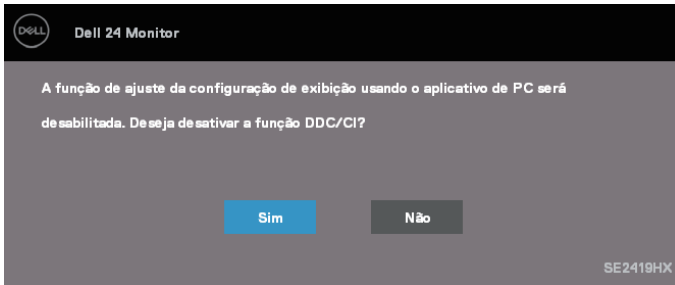 DELL
Dell 24 Monitor
A função de ajuste da configuração de exibição usando o aplicativo de PC será
desabilitada. Deseja desativar a função DDC/CI?
Sim
Não
SE2419HX